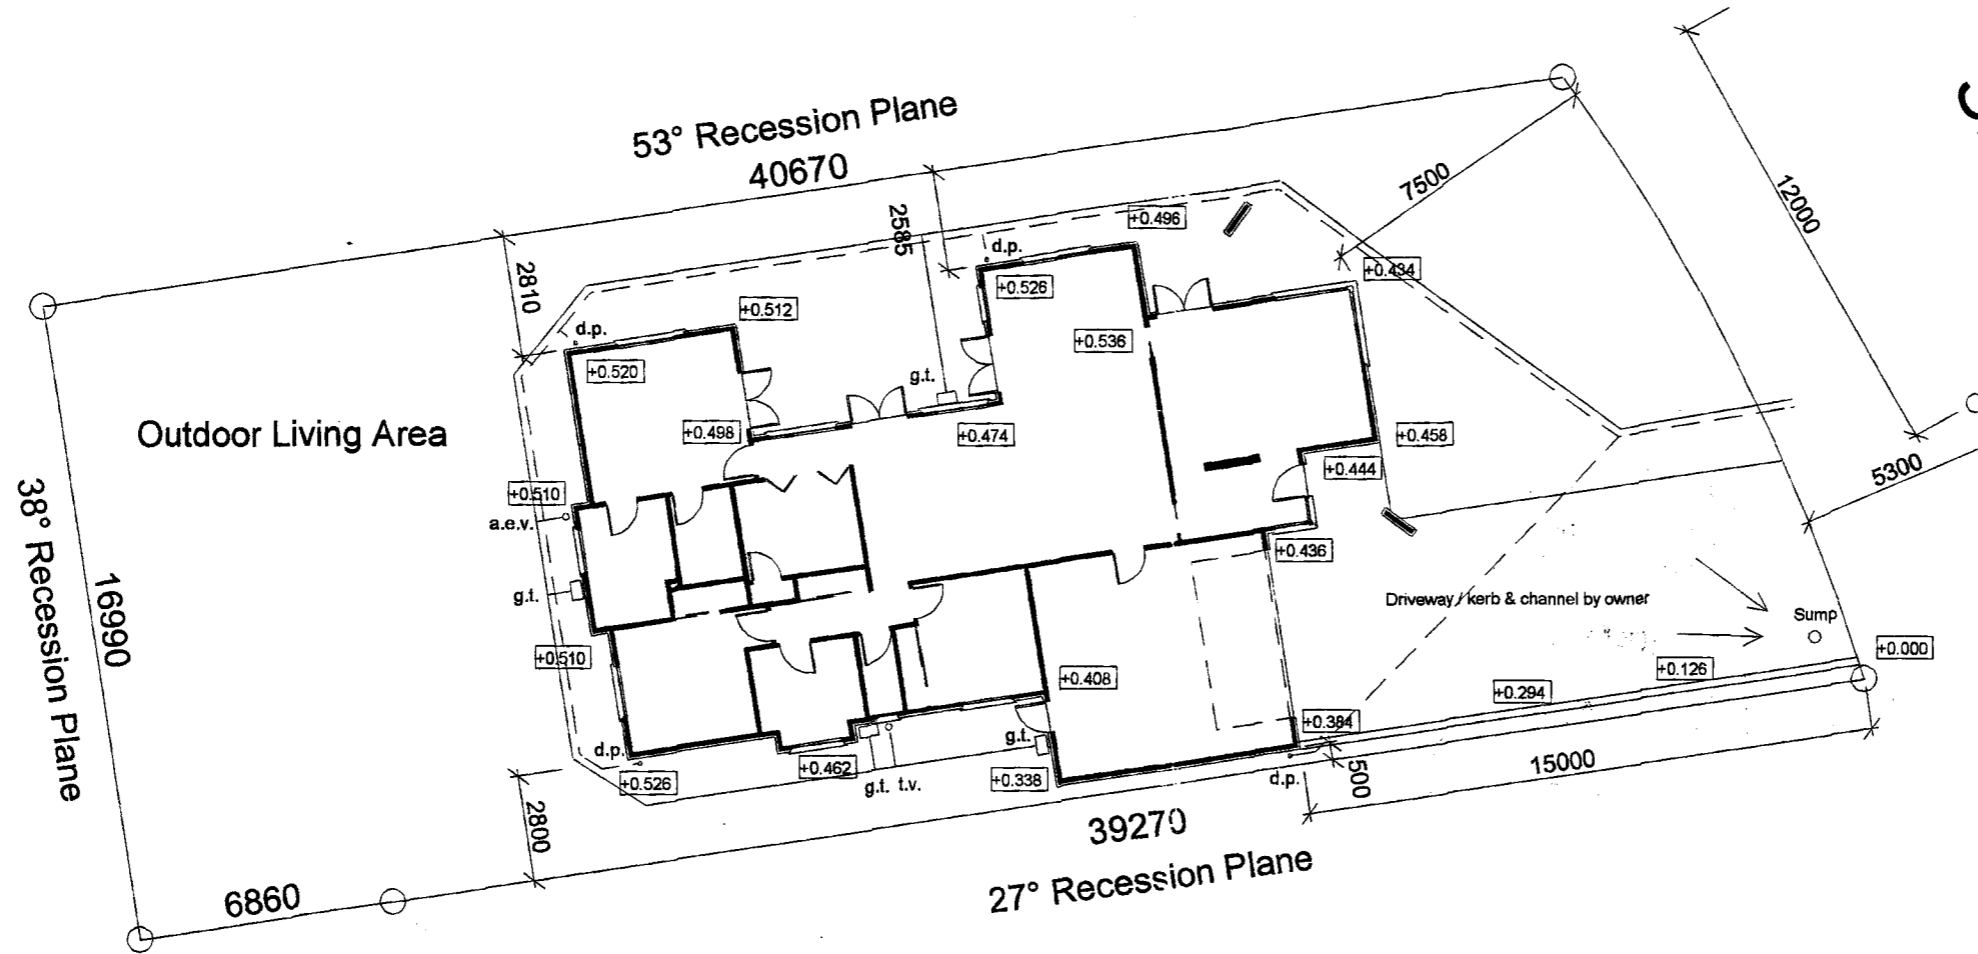 53° Recession Plane
40670
2585
2810
7500
12000
+0.496
d.p.
+0.434
+0.526
+0.512
d.p.
+0.536
+0.520
g.t.
Outdoor Living Area
+0.498
+0.474
+0.458
+0.444
5300
38° Recession Plane
16990
+0.510
a.e.v.
+0.436
g.t.
Driveway / kerb & channel by owner
Sump
+0.000
+0.510
+0.408
+0.126
+0.294
+0.384
d.p.
g.t.
+0.526
+0.462
g.t. t.v.
+0.338
d.p.
500
15000
2800
39270
27° Recession Plane
6860